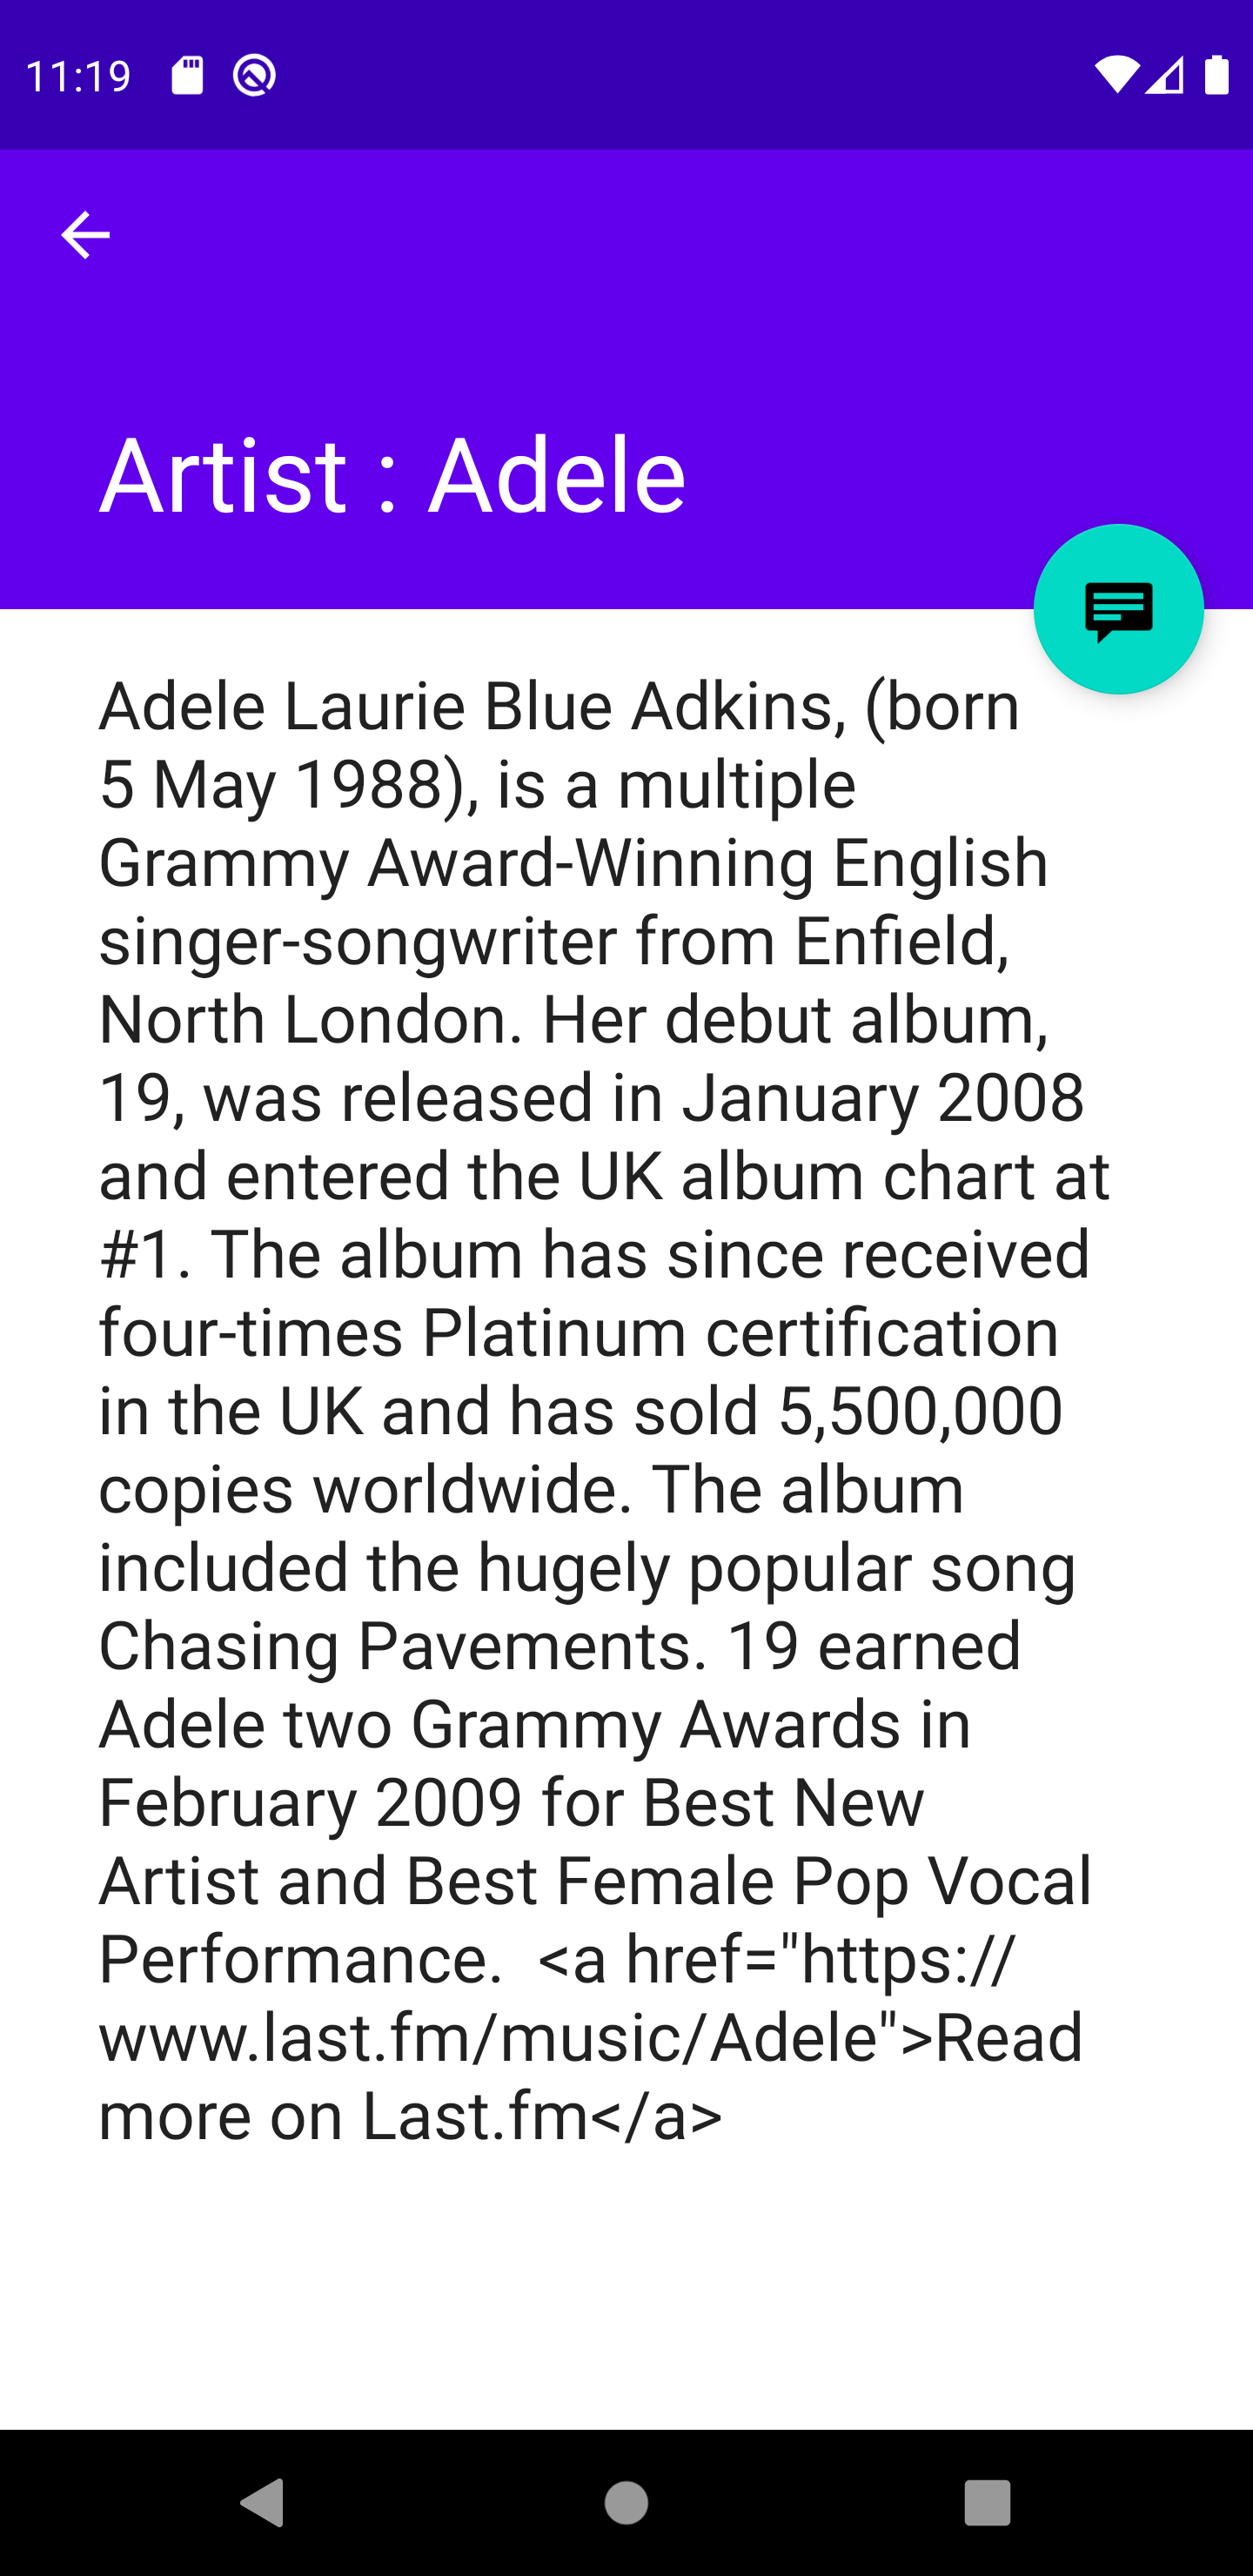 11:19
Artist : Adele
Adele Laurie Blue Adkins, (born
5 May 1988), is a multiple
Grammy Award-Winning English
singer-songwriter from Enfield,
North London. Her debut album,
19, was released in January 2008
and entered the UK album chart at
#1. The album has since received
four-times Platinum certification
in the UK and has sold 5,500,000
copies worldwide. The album
included the hugely popular song
Chasing Pavements. 19 earned
Adele two Grammy Awards in
February 2009 for Best New
Artist and Best Female Pop Vocal
Performance.  <a href="https://
www.last.fm/music/Adele">Read
more on Last.fm</a>